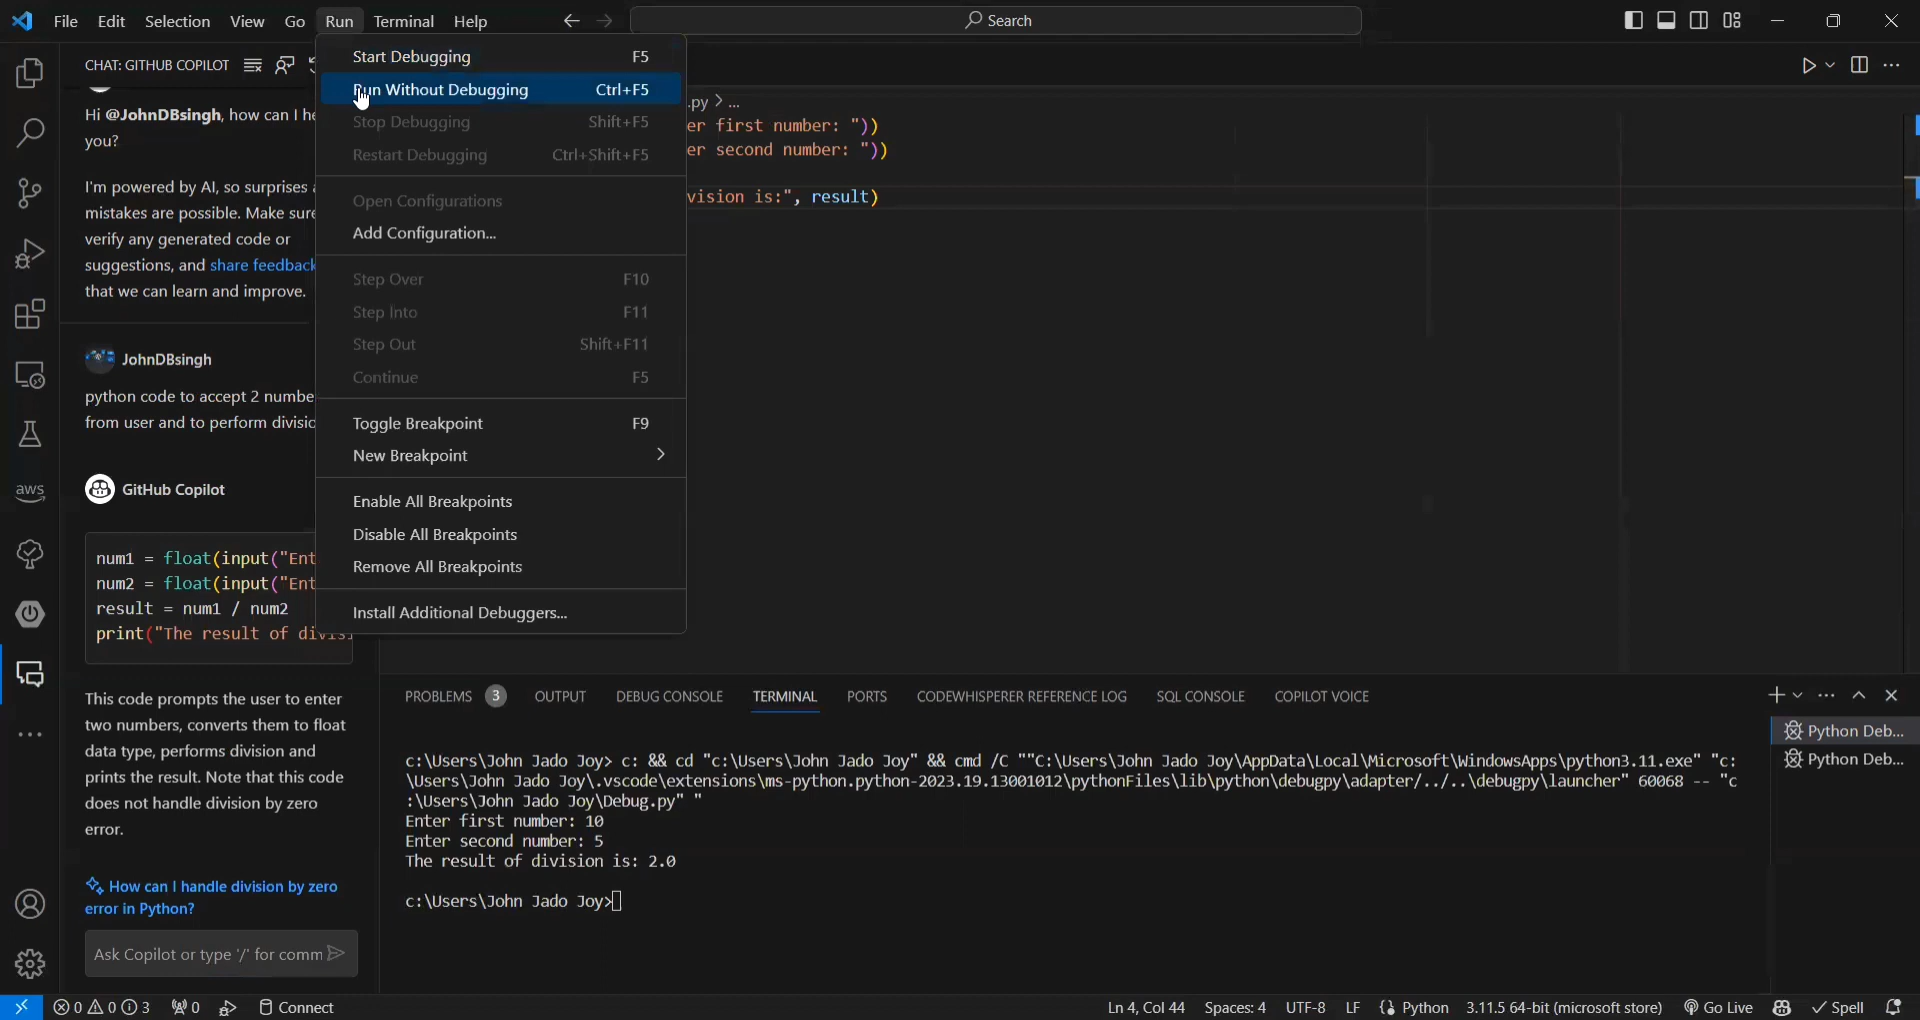 File Edit Selection View Go Run Terminal Help
Search
CHAT: GITHUB COPILOT
Hi @JohnDBsingh, how can I
you?
I'm powered by AI, so surprises
mistakes are possible. Make sure
verify any generated code or
suggestions, and share feedback
that we can learn and improve.
JohnDBsingh
python code to accept 2
from user and to perform
GitHub Copilot
num1 = float(input("Ent
num2 = float(input("Ent
result = num1 / num2
print("The result of
This code prompts the user to enter
two numbers, converts them to float
data type, performs division and
prints the result. Note that this code
does not handle division by zero
error.
How can I handle division by zero
error in Python?
Ask Copilot or type '/' for comm
aws
Start Debugging F5
Run Without Debugging Ctrl+F5
Stop Debugging Shift+F5
Restart Debugging Ctrl+Shift+F5
Open Configurations
Add Configuration...
Step Over F10
Step Into F11
Step Out Shift+F11
Continue F5
Toggle Breakpoint F9
New Breakpoint
Enable All Breakpoints
Disable All Breakpoints
Remove All Breakpoints
Install Additional Debuggers...
.py > ...
er first number: "))
er second number: "))
vision is:", result)
PROBLEMS 3 OUTPUT DEBUG CONSOLE TERMINAL PORTS CODEWHISPERER REFERENCE LOG SQL CONSOLE COPILOT VOICE
c:\Users\John Jado Joy> c: && cd "c:\Users\John Jado Joy" && cmd /C ""C:\Users\John Jado Joy\AppData\Local\Microsoft\WindowsApps\python3.11.exe" "c:
\Users\John Jado Joy\.vscode\extensions\ms-python.python-2023.19.13001012\pythonFiles\lib\python\debugpy\adapter/../..\debugpy\launcher" 60068 -- "c
:\Users\John Jado Joy\Debug.py" "
Enter first number: 10
Enter second number: 5
The result of division is: 2.0
c:\Users\John Jado Joy>
Python Deb...
Python Deb...
0 0 3 0 Connect
Ln 4, Col 44 Spaces: 4 UTF-8 LF Python 3.11.5 64-bit (microsoft store) Go Live Spell